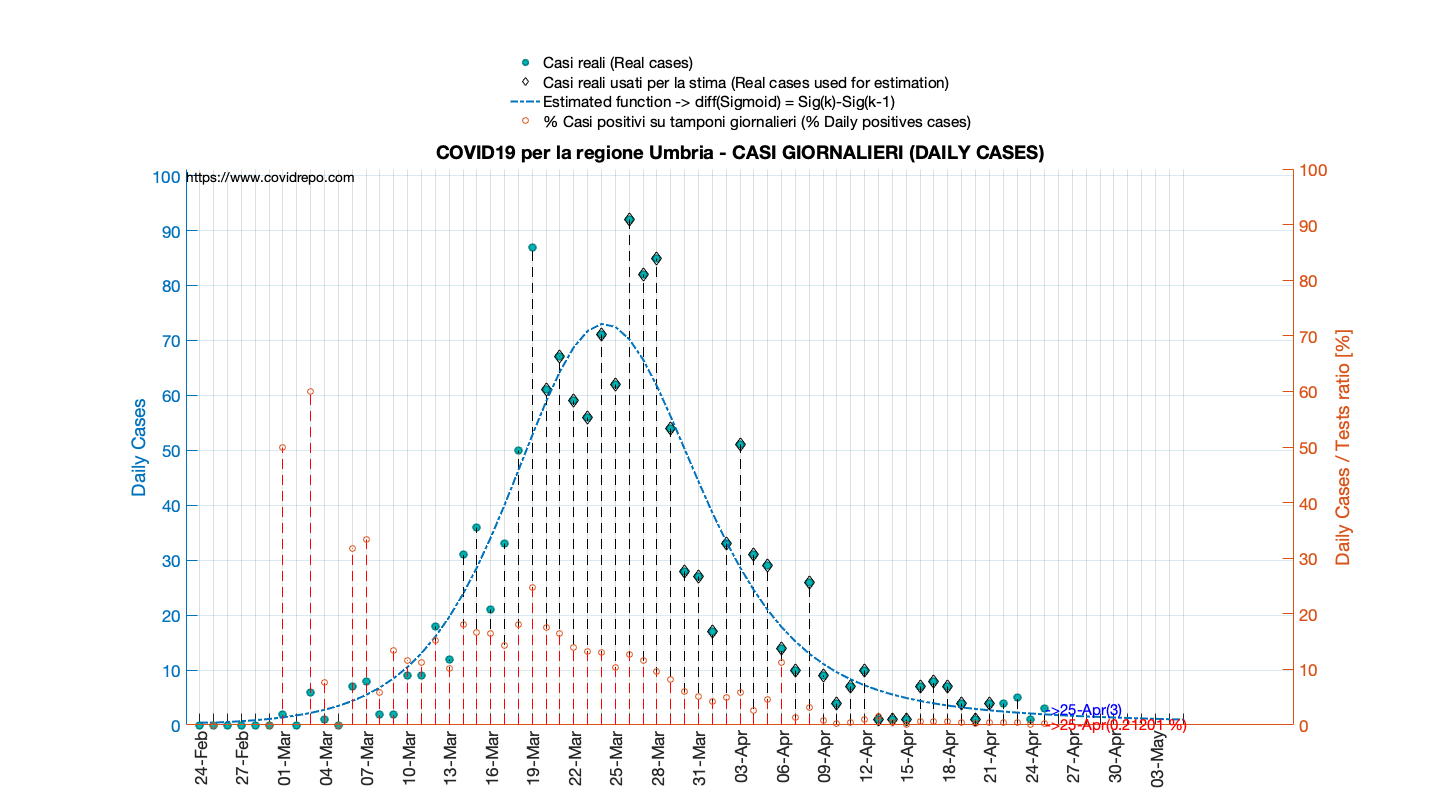 Casi reali (Real cases)
Casi reali usati per la stima (Real cases used for estimation)
Estimated function -> diff(Sigmoid) = Sig(k)-Sig(k-1)
% Casi positivi su tamponi giornalieri (% Daily positives cases)
COVID19 per la regione Umbria - CASI GIORNALIERI (DAILY CASES)
https://www.covidrepo.com
100
90
80
70
60
50
40
30
20
10
0
Daily Cases
100
90
80
70
60
50
40
30
20
10
0
Daily Cases / Tests ratio [%]
->25-Apr(3)
->25-Apr(0.21201 %)
24-Feb
27-Feb
01-Mar
04-Mar
07-Mar
10-Mar
13-Mar
16-Mar
19-Mar
22-Mar
25-Mar
28-Mar
31-Mar
03-Apr
06-Apr
09-Apr
12-Apr
15-Apr
18-Apr
21-Apr
24-Apr
27-Apr
30-Apr
03-May